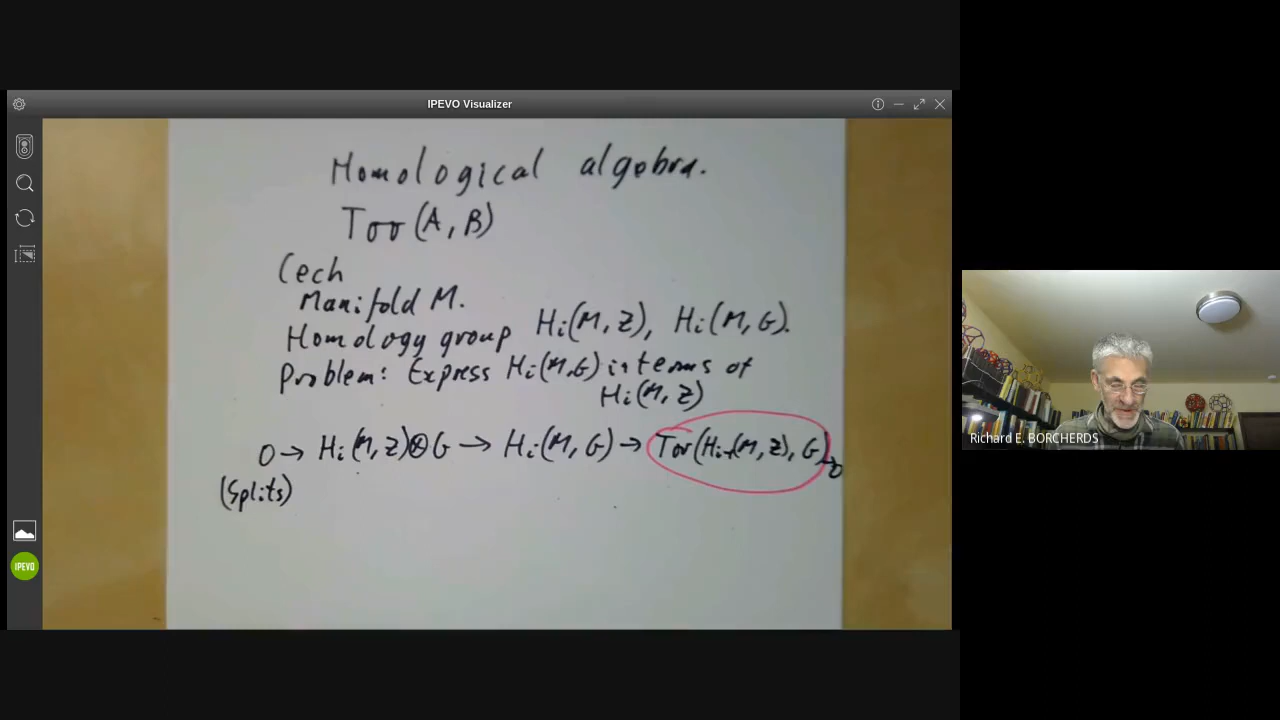 IPEVO Visualizer
Homological algebra.
Tor(A, B)
Cech
Manifold M.
Homology group Hi(M, Z), Hi(M, G).
Problem: Express Hi(M,G) in terms of
Hi(M, Z)
0 → Hi(M, Z)⊗G → Hi(M, G) → Tor(Hi-1(M, Z), G)→0
(Splits)
IPEVO
Richard E. BORCHERDS